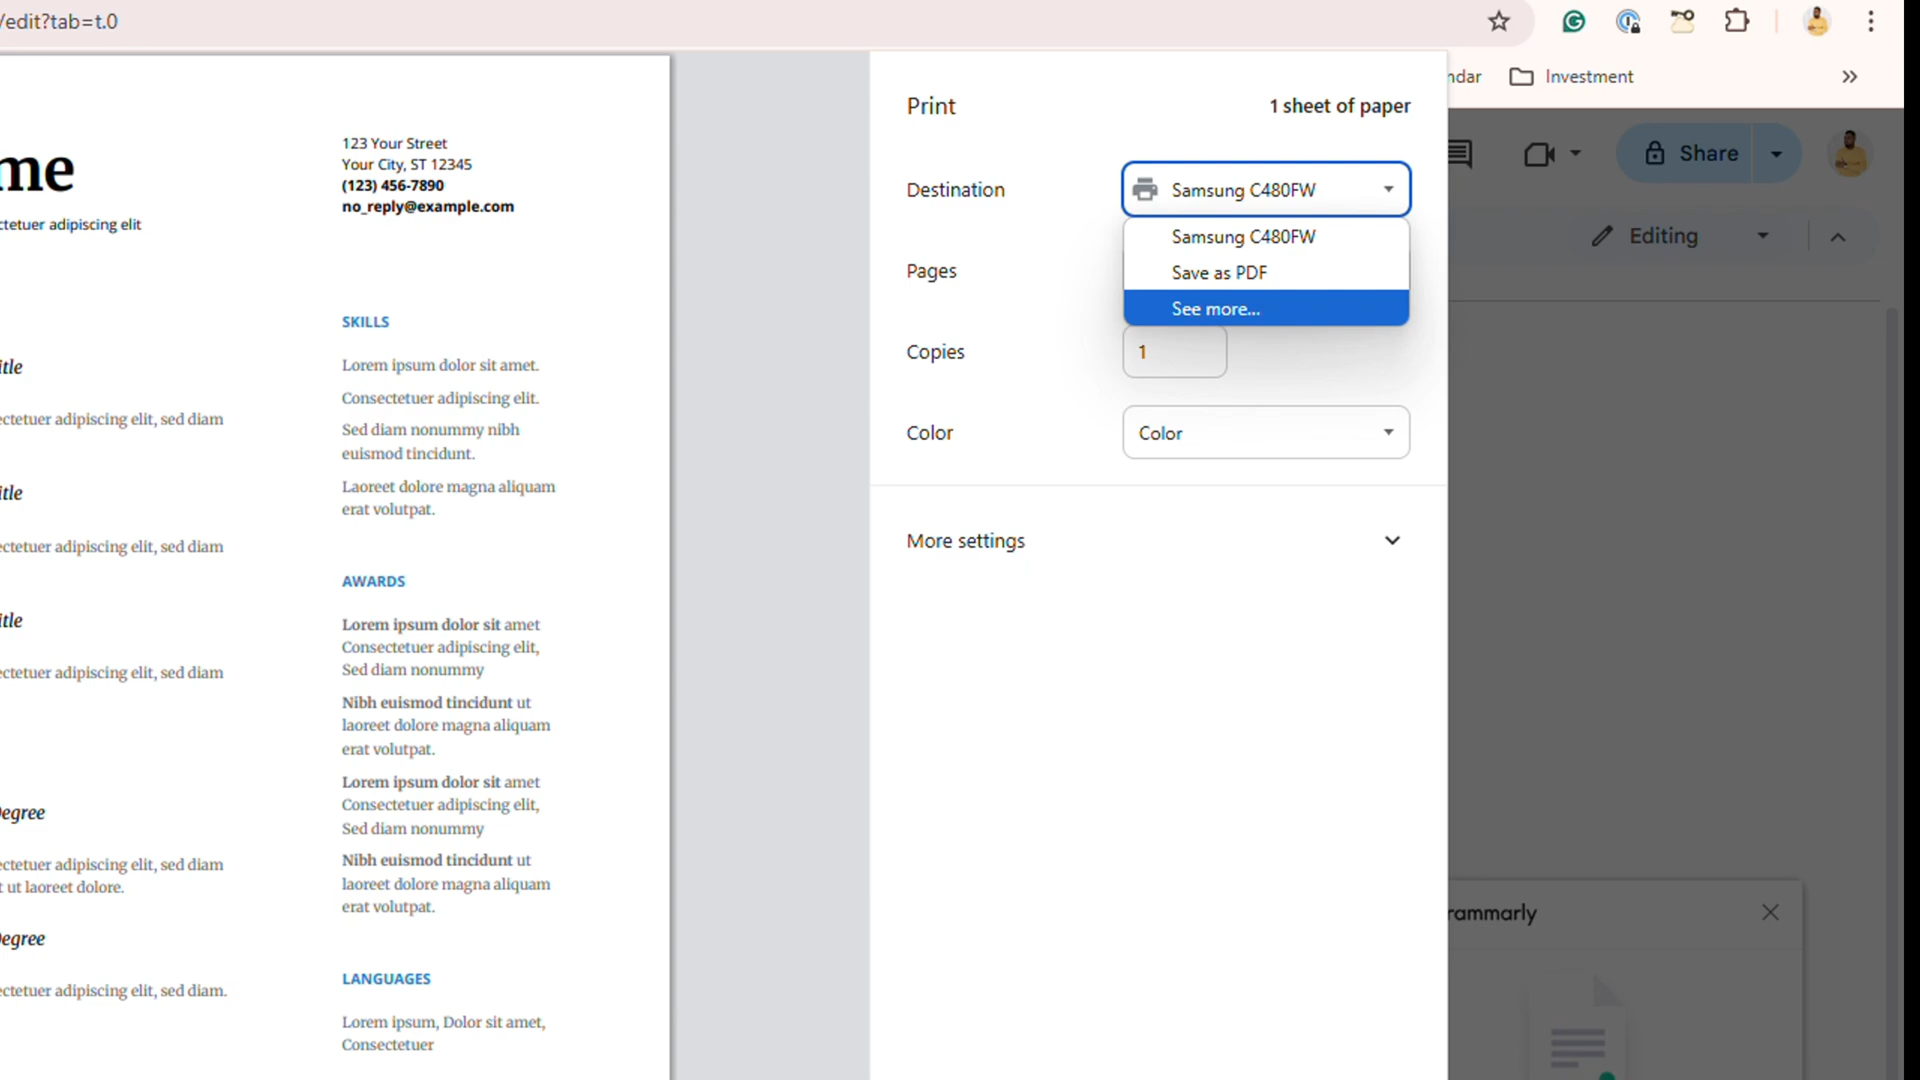 /edit?tab=t.0
ndar
Investment
Print
1 sheet of paper
Destination
Samsung C480FW
Samsung C480FW
Save as PDF
See more...
Pages
Copies
1
Color
Color
More settings
Share
Editing
rammarly
me
ctetuer adipiscing elit
itle
ectetuer adipiscing elit, sed diam
itle
ectetuer adipiscing elit, sed diam
itle
ectetuer adipiscing elit, sed diam
Degree
ectetuer adipiscing elit, sed diam
t ut laoreet dolore.
Degree
ectetuer adipiscing elit, sed diam.
123 Your Street
Your City, ST 12345
(123) 456-7890
no_reply@example.com
SKILLS
Lorem ipsum dolor sit amet.
Consectetuer adipiscing elit.
Sed diam nonummy nibh
euismod tincidunt.
Laoreet dolore magna aliquam
erat volutpat.
AWARDS
Lorem ipsum dolor sit amet
Consectetuer adipiscing elit,
Sed diam nonummy
Nibh euismod tincidunt ut
laoreet dolore magna aliquam
erat volutpat.
Lorem ipsum dolor sit amet
Consectetuer adipiscing elit,
Sed diam nonummy
Nibh euismod tincidunt ut
laoreet dolore magna aliquam
erat volutpat.
LANGUAGES
Lorem ipsum, Dolor sit amet,
Consectetuer